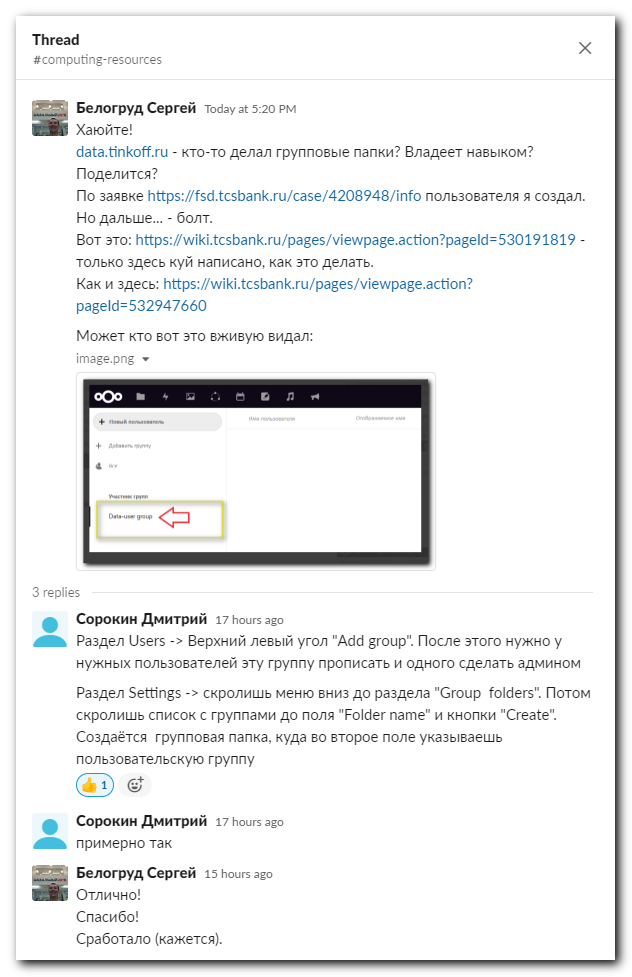 Thread
#computing-resources
Белогруд Сергей Today at 5:20 PM
Хаюйте!
data.tinkoff.ru - кто-то делал групповые папки? Владеет навыком?
Поделится?
По заявке https://fsd.tcsbank.ru/case/4208948/info пользователя я создал.
Но дальше... - болт.
Вот это: https://wiki.tcsbank.ru/pages/viewpage.action?pageId=530191819 -
только здесь куй написано, как это делать.
Как и здесь: https://wiki.tcsbank.ru/pages/viewpage.action?
pageId=532947660
Может кто вот это вживую видал:
image.png
+ Новый пользователь
Имя пользователя
Отображаемое имя
+ Добавить группу
Все
Участник групп
Data-user group
3 replies
Сорокин Дмитрий 17 hours ago
Раздел Users -> Верхний левый угол "Add group". После этого нужно у
нужных пользователей эту группу прописать и одного сделать админом
Раздел Settings -> скролишь меню вниз до раздела "Group folders". Потом
скролишь список с группами до поля "Folder name" и кнопки "Create".
Создаётся групповая папка, куда во второе поле указываешь
пользовательскую группу
👍 1
Сорокин Дмитрий 17 hours ago
примерно так
Белогруд Сергей 15 hours ago
Отлично!
Спасибо!
Сработало (кажется).